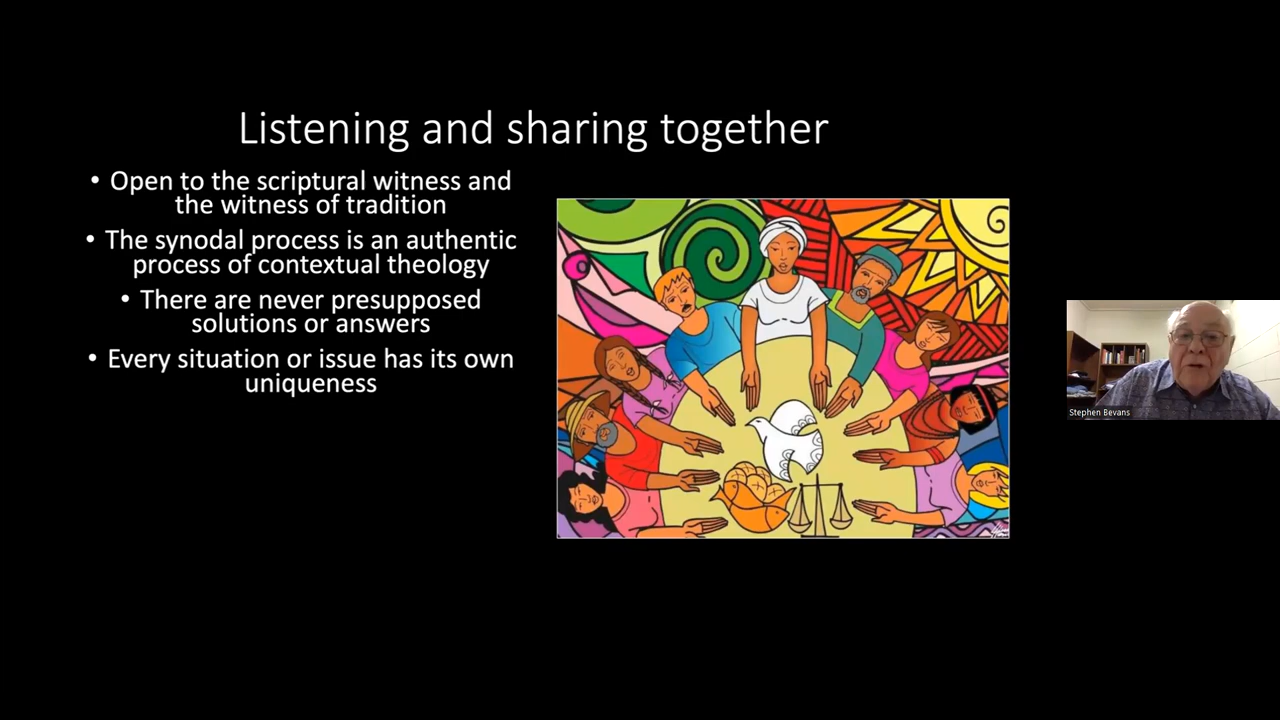 Listening and sharing together
• Open to the scriptural witness and
the witness of tradition
• The synodal process is an authentic
process of contextual theology
• There are never presupposed
solutions or answers
• Every situation or issue has its own
uniqueness
Stephen Bevans